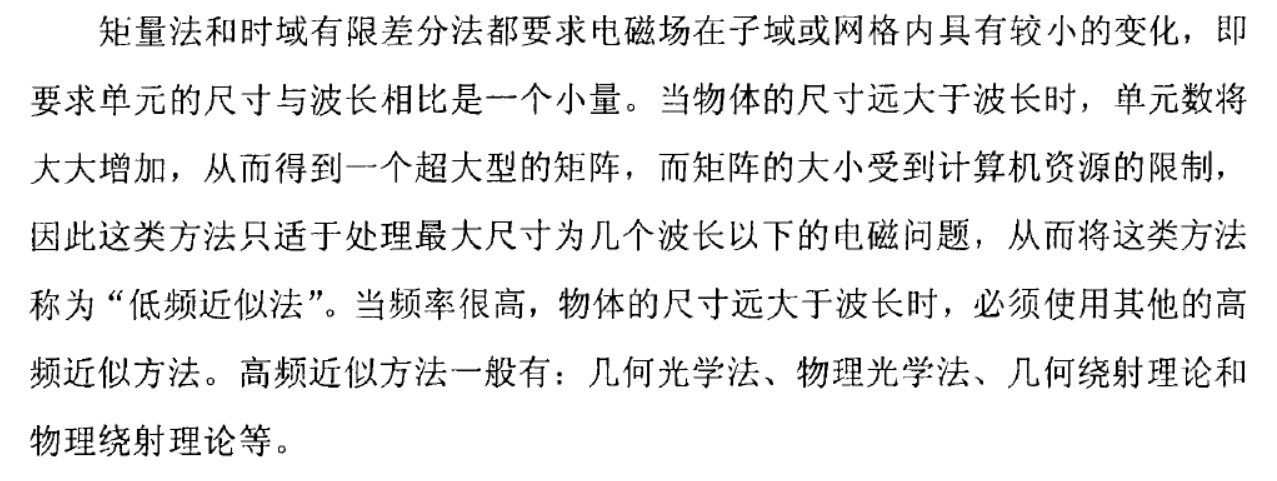 矩量法和时域有限差分法都要求电磁场在子域或网格内具有较小的变化，即
要求单元的尺寸与波长相比是一个小量。当物体的尺寸远大于波长时，单元数将
大大增加，从而得到一个超大型的矩阵，而矩阵的大小受到计算机资源的限制，
因此这类方法只适于处理最大尺寸为几个波长以下的电磁问题，从而将这类方法
称为“低频近似法”。当频率很高，物体的尺寸远大于波长时，必须使用其他的高
频近似方法。高频近似方法一般有：几何光学法、物理光学法、几何绕射理论和
物理绕射理论等。